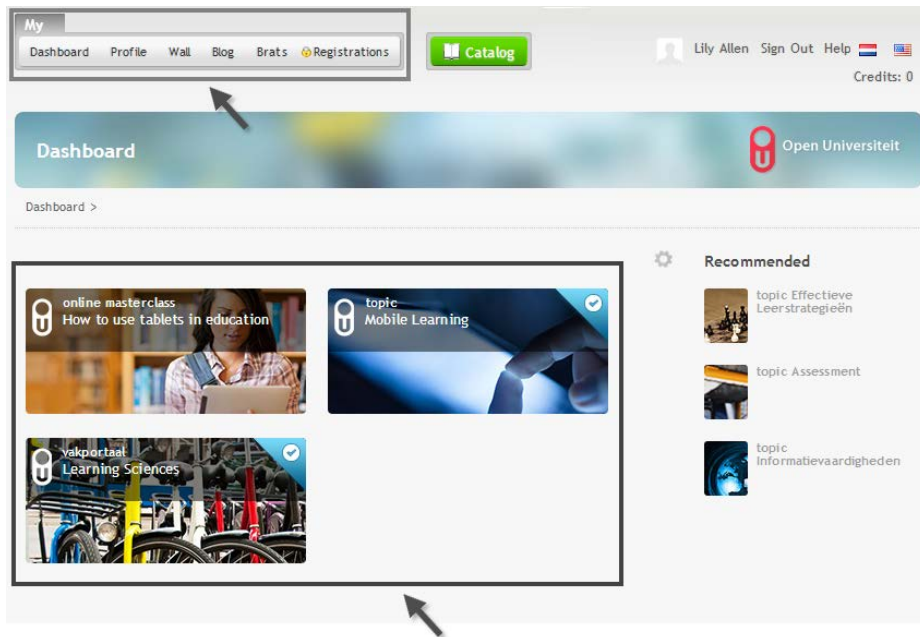 My
Dashboard Profile Wall Blog Brats Registrations
Catalog
Lily Allen Sign Out Help
Credits: 0
Dashboard
Open Universiteit
Dashboard >
online masterclass
How to use tablets in education
topic
Mobile Learning
vakportaal
Learning Sciences
Recommended
topic Effectieve
Leerstrategieën
topic Assessment
topic
Informatievaardigheden